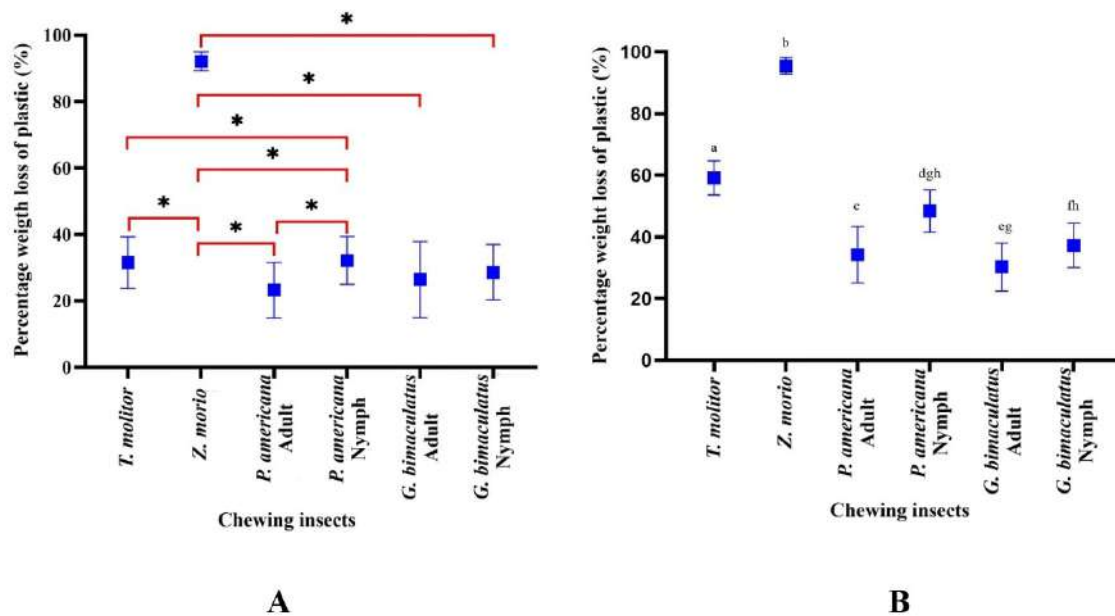 Percentage weigth loss of plastic (%)
100
80
60
40
20
0
*
*
*
*
*
*
*
T. molitor
Z. morio
P. americana
Adult
P. americana
Nymph
G. bimaculatus
Adult
G. bimaculatus
Nymph
Chewing insects
A
Percentage weight loss of plastic (%)
100
80
60
40
20
0
a
b
c
dgh
eg
fh
T. molitor
Z. morio
P. americana
Adult
P. americana
Nymph
G. bimaculatus
Adult
G. bimaculatus
Nymph
Chewing insects
B